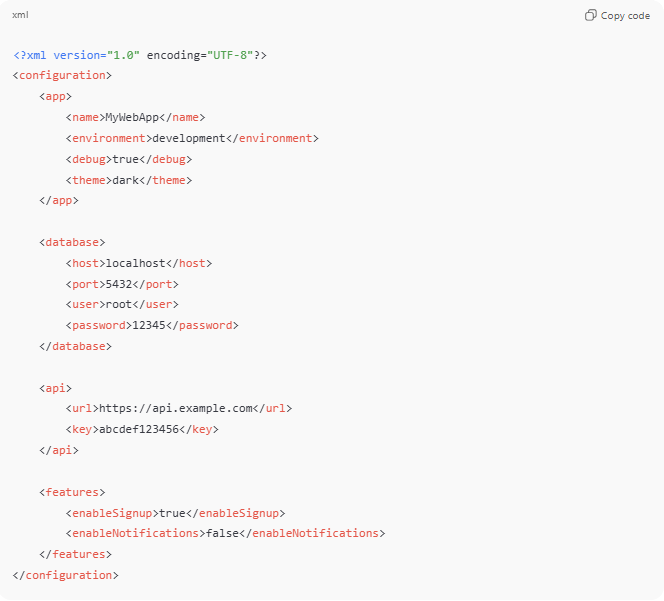 xml
Copy code
<?xml version="1.0" encoding="UTF-8"?>
<configuration>
    <app>
        <name>MyWebApp</name>
        <environment>development</environment>
        <debug>true</debug>
        <theme>dark</theme>
    </app>

    <database>
        <host>localhost</host>
        <port>5432</port>
        <user>root</user>
        <password>12345</password>
    </database>

    <api>
        <url>https://api.example.com</url>
        <key>abcdef123456</key>
    </api>

    <features>
        <enableSignup>true</enableSignup>
        <enableNotifications>false</enableNotifications>
    </features>
</configuration>